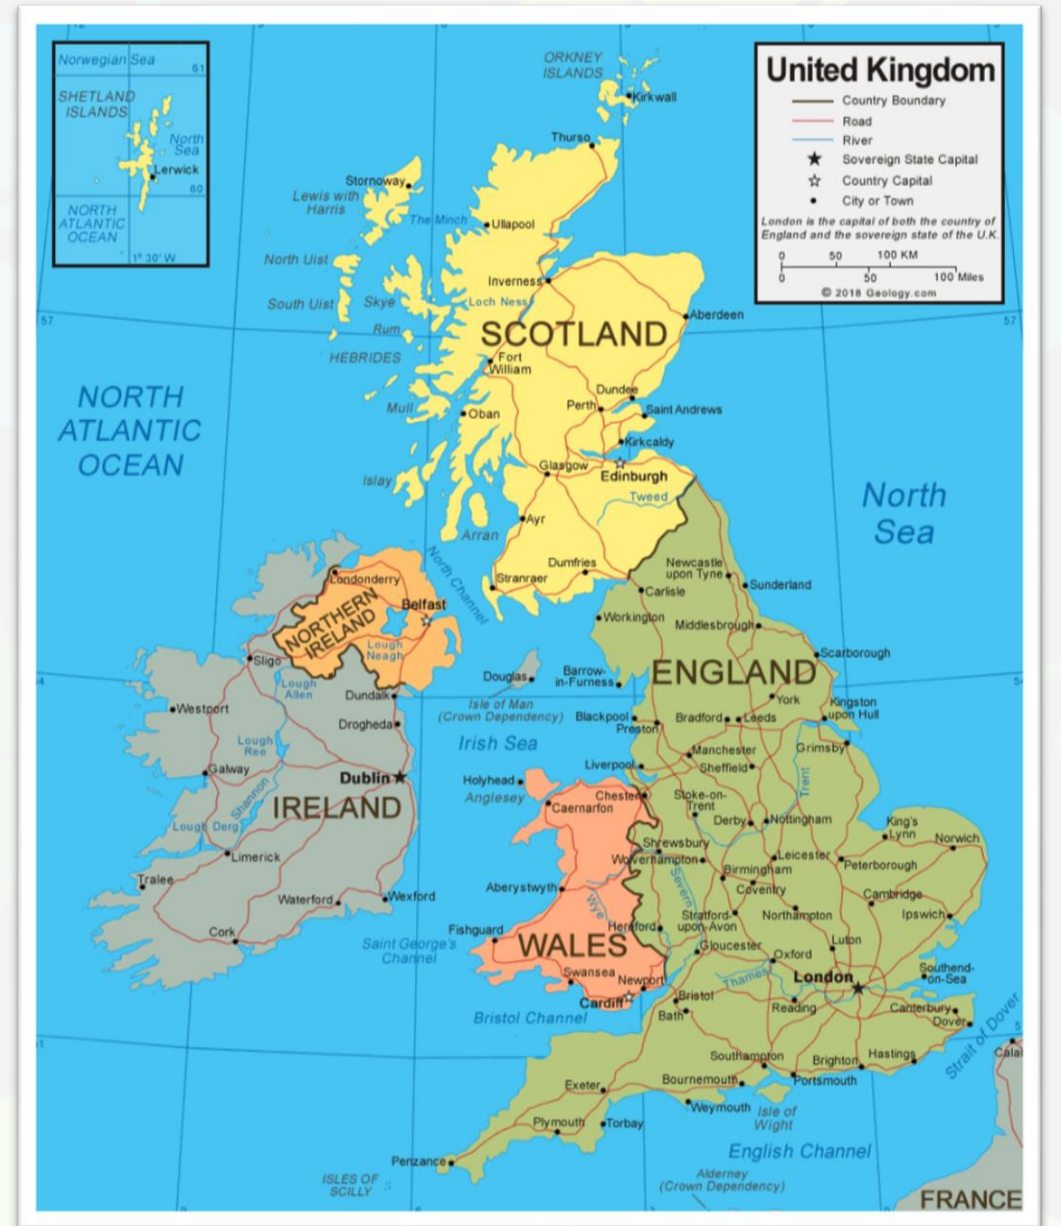 Norwegian Sea
61
SHETLAND
ISLANDS
North
Sea
Lerwick
60
NORTH
ATLANTIC
OCEAN
1° 30' W
United Kingdom
Country Boundary
Road
River
Sovereign State Capital
Country Capital
City or Town
London is the capital of both the country of
England and the sovereign state of the U.K.
0 50 100 KM
0 50 100 Miles
© 2018 Geology.com
ORKNEY
ISLANDS
Kirkwall
Thurso
Stornoway
Lewis with
Harris
The Minch
Ullapool
North Uist
Inverness
South Uist
Skye
Loch Ness
57
57
Aberdeen
Rum
SCOTLAND
HEBRIDES
Fort
William
NORTH
ATLANTIC
OCEAN
Dundee
Mull
Oban
Perth
Saint Andrews
Kirkcaldy
Glasgow
Edinburgh
Islay
Tweed
North
Sea
Ayr
Arran
North Channel
Dumfries
Newcastle
upon Tyne
Londonderry
Stranraer
Carlisle
Sunderland
NORTHERN
IRELAND
Belfast
Workington
Middlesbrough
Lough
Neagh
Sligo
Scarborough
ENGLAND
Douglas
Barrow-
in-Furness
Lough
Allen
Dundalk
Isle of Man
(Crown Dependency)
York
Westport
Drogheda
Blackpool
Preston
Bradford
Leeds
Kingston
upon Hull
Irish Sea
Lough
Ree
Manchester
Grimsby
Galway
Dublin
Liverpool
Sheffield
Holyhead
Anglesey
Trent
Shannon
IRELAND
Caernarfon
Chester
Stoke-on-
Trent
Lough Derg
Derby
Nottingham
King's
Lynn
Norwich
Limerick
Shrewsbury
Wolverhampton
Leicester
Peterborough
Tralee
Aberystwyth
Birmingham
Coventry
Severn
Waterford
Wexford
Wye
Cambridge
Northampton
Ipswich
Stratford-
upon-Avon
Cork
Fishguard
Hereford
Saint George's
Channel
WALES
Gloucester
Luton
Oxford
Swansea
Newport
Thames
London
Southend-
on-Sea
Cardiff
Bristol
Reading
Canterbury
Bristol Channel
Bath
Dover
Strait of Dover
Southampton
Brighton
Hastings
Calai
Exeter
Bournemouth
Portsmouth
Weymouth
Isle of
Wight
Plymouth
Torbay
English Channel
Penzance
ISLES OF
SCILLY
Alderney
(Crown Dependency)
FRANCE